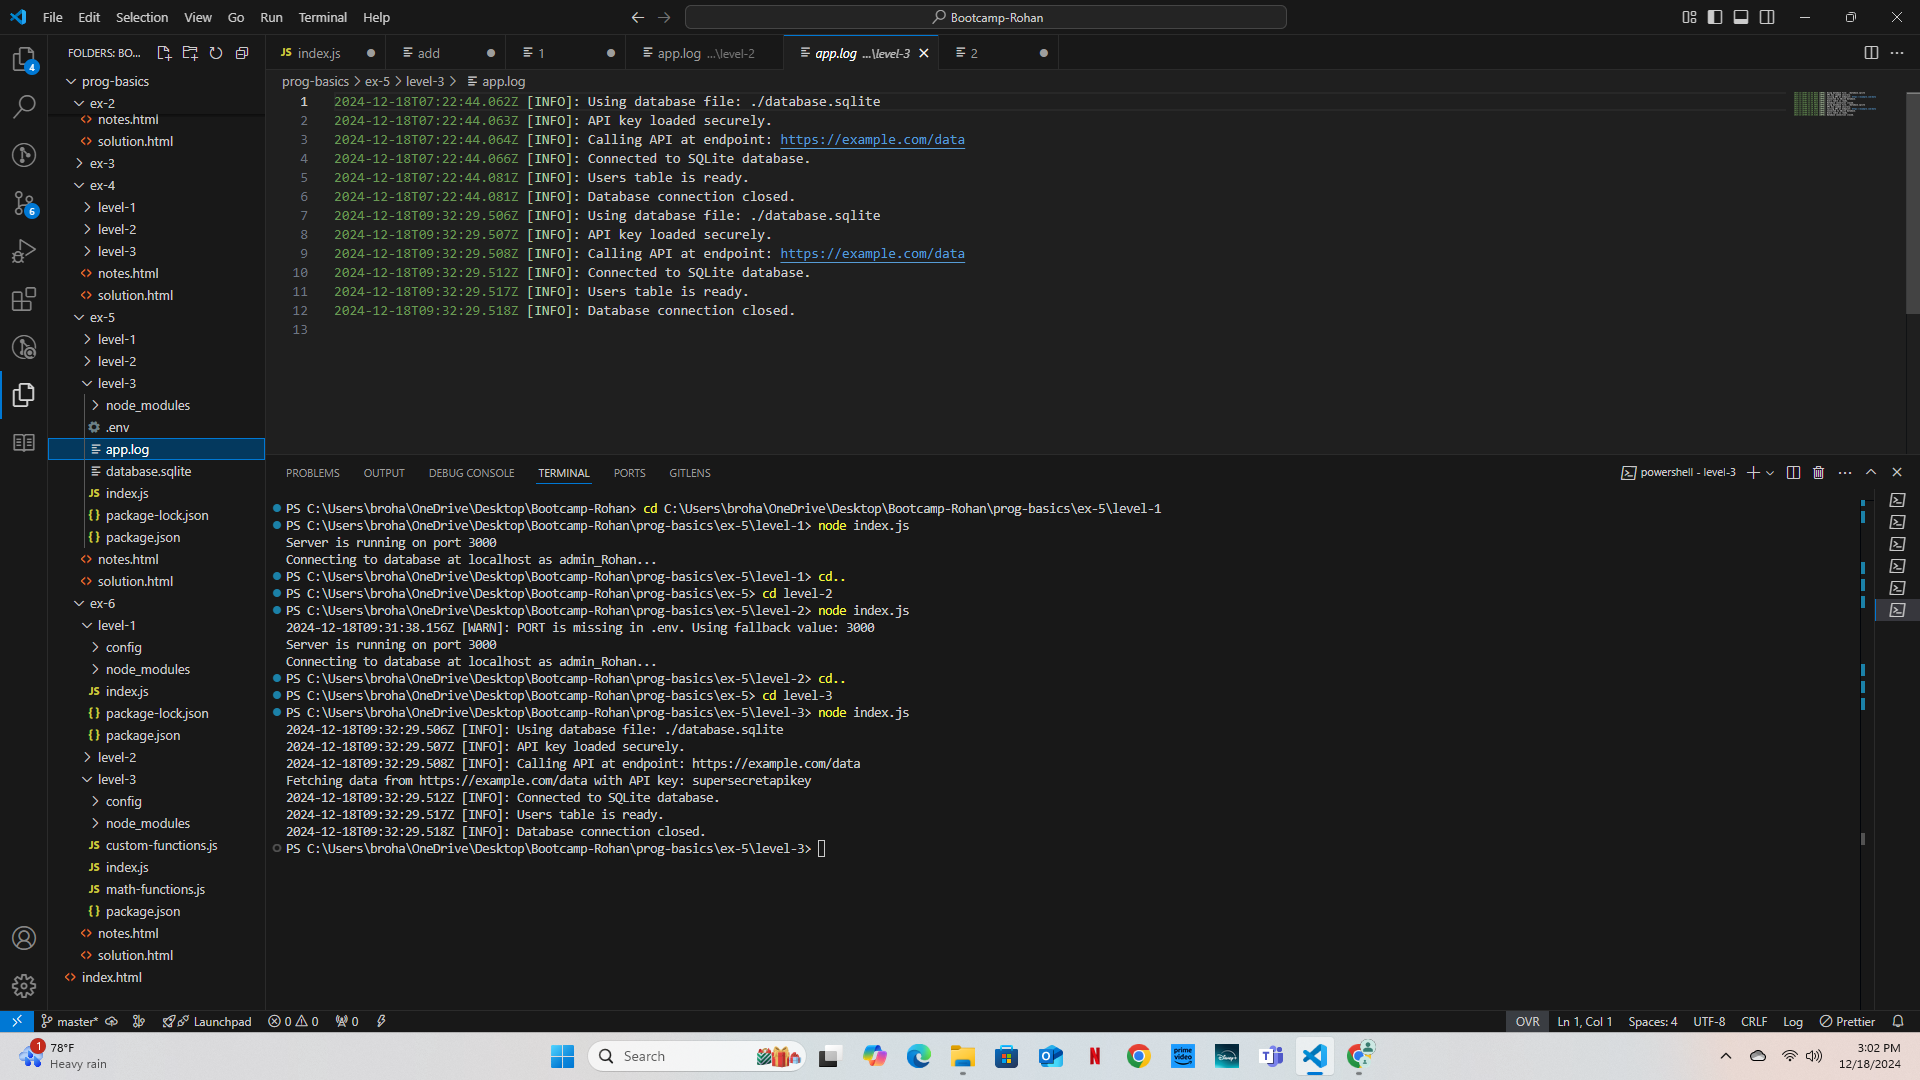 File Edit Selection View Go Run Terminal Help
Bootcamp-Rohan
FOLDERS: BO...
prog-basics
ex-2
notes.html
solution.html
ex-3
ex-4
level-1
level-2
level-3
notes.html
solution.html
ex-5
level-1
level-2
level-3
node_modules
.env
app.log
database.sqlite
index.js
package-lock.json
package.json
notes.html
solution.html
ex-6
level-1
config
node_modules
index.js
package-lock.json
package.json
level-2
level-3
config
node_modules
custom-functions.js
index.js
math-functions.js
package.json
notes.html
solution.html
index.html
4
6
JS index.js add 1 app.log ...\level-2 app.log ...\level-3 2
prog-basics > ex-5 > level-3 > app.log
1 2024-12-18T07:22:44.062Z [INFO]: Using database file: ./database.sqlite
2 2024-12-18T07:22:44.063Z [INFO]: API key loaded securely.
3 2024-12-18T07:22:44.064Z [INFO]: Calling API at endpoint: https://example.com/data
4 2024-12-18T07:22:44.066Z [INFO]: Connected to SQLite database.
5 2024-12-18T07:22:44.081Z [INFO]: Users table is ready.
6 2024-12-18T07:22:44.081Z [INFO]: Database connection closed.
7 2024-12-18T09:32:29.506Z [INFO]: Using database file: ./database.sqlite
8 2024-12-18T09:32:29.507Z [INFO]: API key loaded securely.
9 2024-12-18T09:32:29.508Z [INFO]: Calling API at endpoint: https://example.com/data
10 2024-12-18T09:32:29.512Z [INFO]: Connected to SQLite database.
11 2024-12-18T09:32:29.517Z [INFO]: Users table is ready.
12 2024-12-18T09:32:29.518Z [INFO]: Database connection closed.
13
PROBLEMS OUTPUT DEBUG CONSOLE TERMINAL PORTS GITLENS
powershell - level-3
PS C:\Users\broha\OneDrive\Desktop\Bootcamp-Rohan> cd C:\Users\broha\OneDrive\Desktop\Bootcamp-Rohan\prog-basics\ex-5\level-1
PS C:\Users\broha\OneDrive\Desktop\Bootcamp-Rohan\prog-basics\ex-5\level-1> node index.js
Server is running on port 3000
Connecting to database at localhost as admin_Rohan...
PS C:\Users\broha\OneDrive\Desktop\Bootcamp-Rohan\prog-basics\ex-5\level-1> cd..
PS C:\Users\broha\OneDrive\Desktop\Bootcamp-Rohan\prog-basics\ex-5> cd level-2
PS C:\Users\broha\OneDrive\Desktop\Bootcamp-Rohan\prog-basics\ex-5\level-2> node index.js
2024-12-18T09:31:38.156Z [WARN]: PORT is missing in .env. Using fallback value: 3000
Server is running on port 3000
Connecting to database at localhost as admin_Rohan...
PS C:\Users\broha\OneDrive\Desktop\Bootcamp-Rohan\prog-basics\ex-5\level-2> cd..
PS C:\Users\broha\OneDrive\Desktop\Bootcamp-Rohan\prog-basics\ex-5> cd level-3
PS C:\Users\broha\OneDrive\Desktop\Bootcamp-Rohan\prog-basics\ex-5\level-3> node index.js
2024-12-18T09:32:29.506Z [INFO]: Using database file: ./database.sqlite
2024-12-18T09:32:29.507Z [INFO]: API key loaded securely.
2024-12-18T09:32:29.508Z [INFO]: Calling API at endpoint: https://example.com/data
Fetching data from https://example.com/data with API key: supersecretapikey
2024-12-18T09:32:29.512Z [INFO]: Connected to SQLite database.
2024-12-18T09:32:29.517Z [INFO]: Users table is ready.
2024-12-18T09:32:29.518Z [INFO]: Database connection closed.
PS C:\Users\broha\OneDrive\Desktop\Bootcamp-Rohan\prog-basics\ex-5\level-3>
master* Launchpad 0 0 0 OVR Ln 1, Col 1 Spaces: 4 UTF-8 CRLF Log Prettier
1
78°F
Heavy rain
Search
prime video
Disney+
3:02 PM
12/18/2024